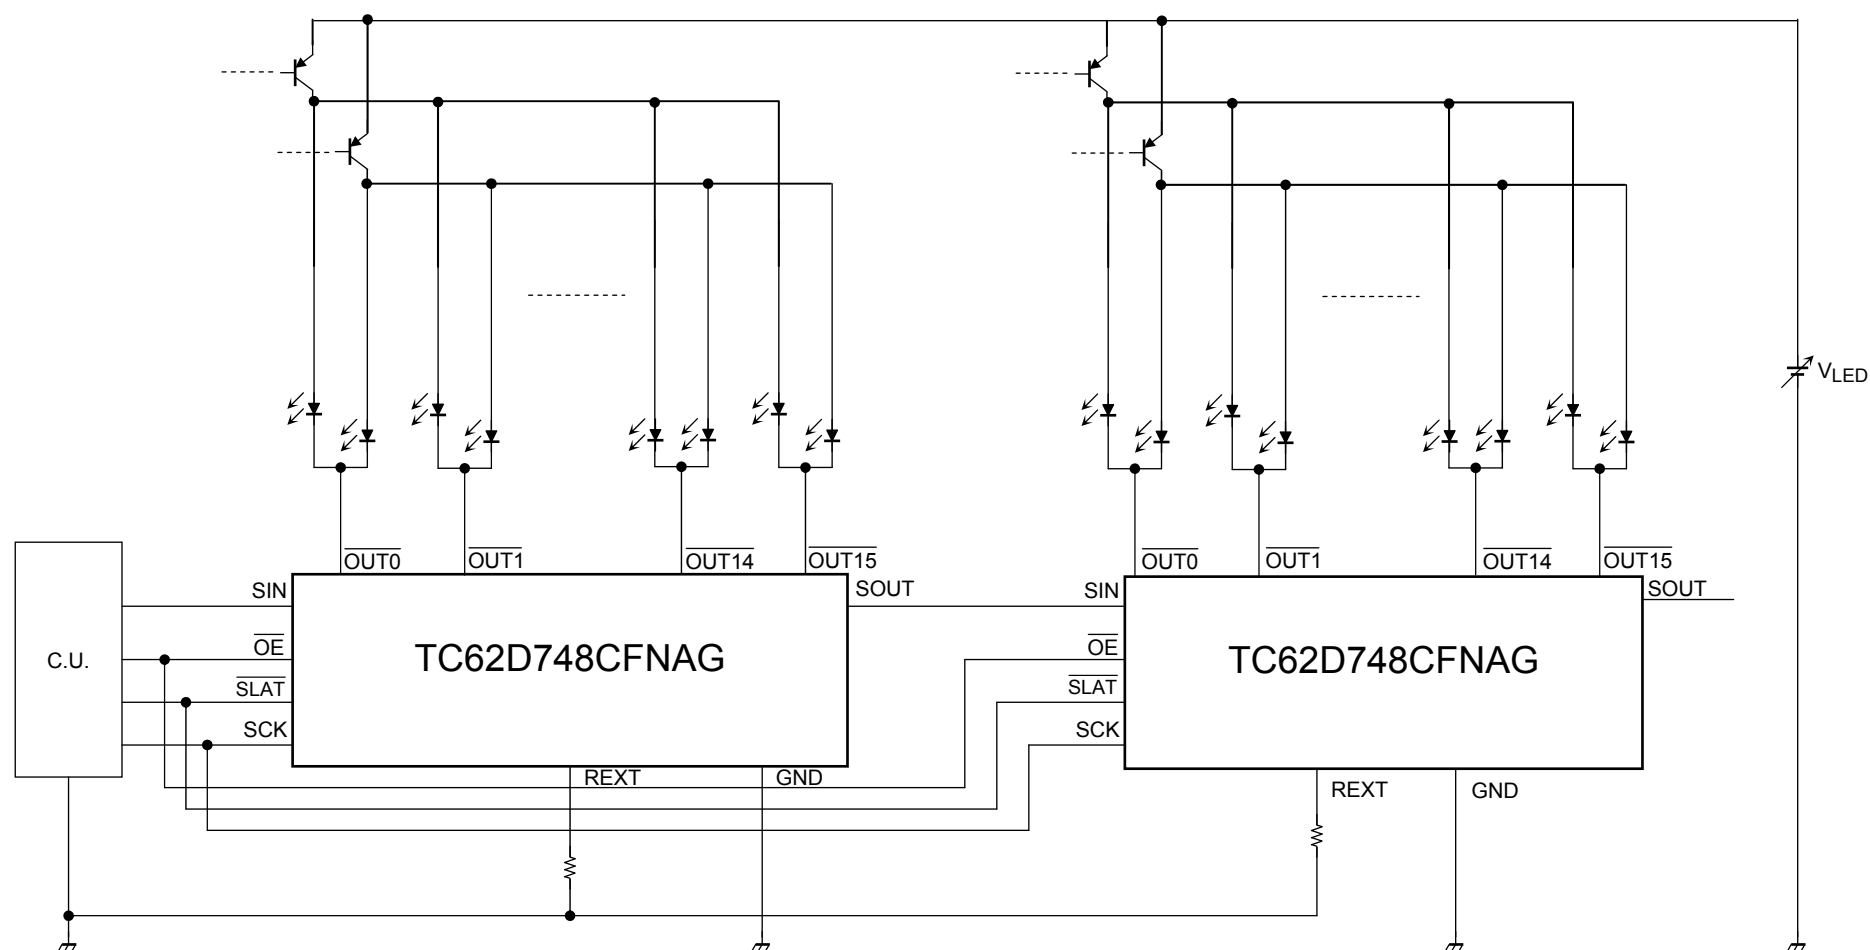 V_LED
OUT0 OUT1 OUT14 OUT15
OUT0 OUT1 OUT14 OUT15
C.U.
SIN
OE
SLAT
SCK
TC62D748CFNAG
SOUT
REXT GND
SIN
OE
SLAT
SCK
TC62D748CFNAG
SOUT
REXT GND